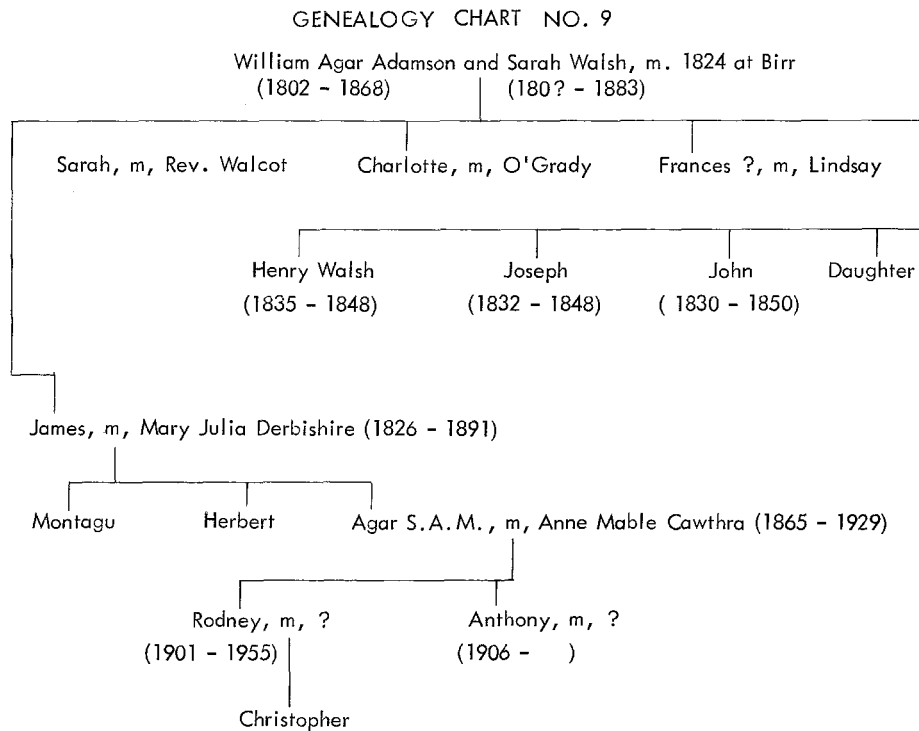 GENEALOGY CHART NO. 9
William Agar Adamson and Sarah Walsh, m. 1824 at Birr
(1802 - 1868) (180? - 1883)
Sarah, m, Rev. Walcot Charlotte, m, O'Grady Frances ?, m, Lindsay
Henry Walsh Joseph John Daughter
(1835 - 1848) (1832 - 1848) ( 1830 - 1850)
James, m, Mary Julia Derbishire (1826 - 1891)
Montagu Herbert Agar S.A.M., m, Anne Mable Cawthra (1865 - 1929)
Rodney, m, ? Anthony, m, ?
(1901 - 1955) (1906 - )
Christopher